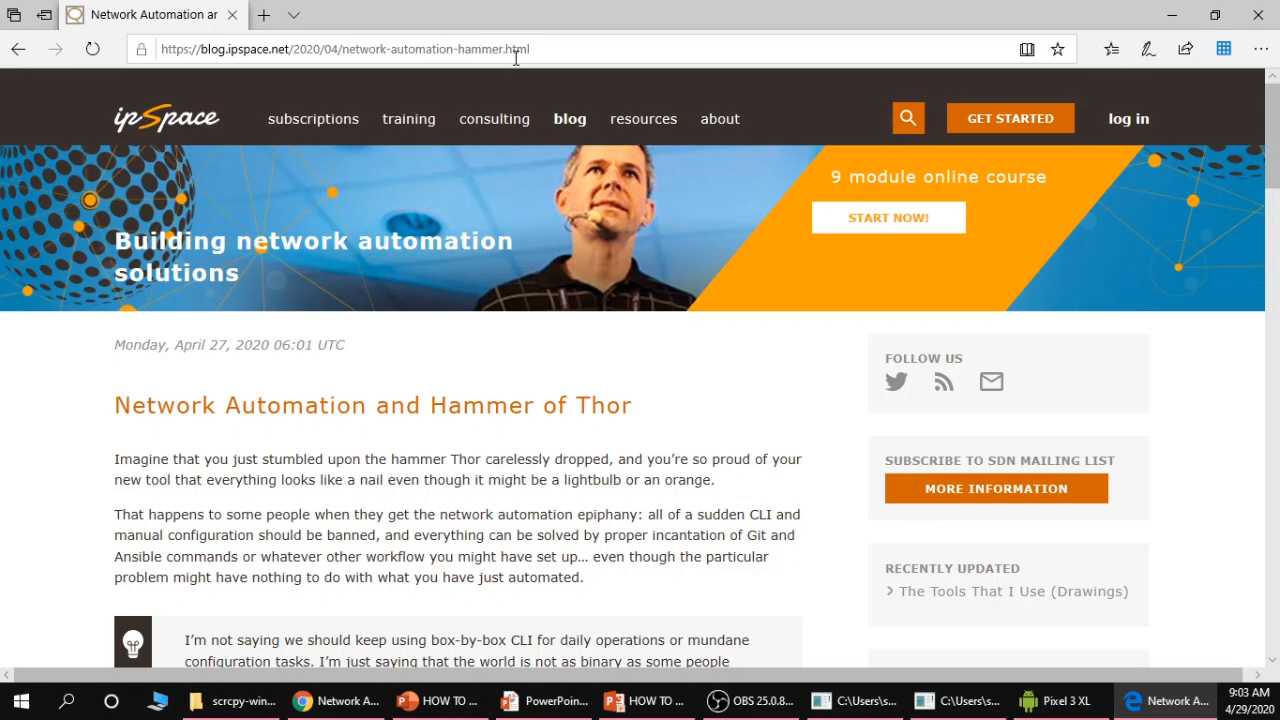 Network Automation ar
https://blog.ipspace.net/2020/04/network-automation-hammer.html
ipSpace
subscriptions training consulting blog resources about
GET STARTED
log in
Building network automation
solutions
9 module online course
START NOW!
Monday, April 27, 2020 06:01 UTC
Network Automation and Hammer of Thor
Imagine that you just stumbled upon the hammer Thor carelessly dropped, and you're so proud of your
new tool that everything looks like a nail even though it might be a lightbulb or an orange.
That happens to some people when they get the network automation epiphany: all of a sudden CLI and
manual configuration should be banned, and everything can be solved by proper incantation of Git and
Ansible commands or whatever other workflow you might have set up... even though the particular
problem might have nothing to do with what you have just automated.
I'm not saying we should keep using box-by-box CLI for daily operations or mundane
configuration tasks. I'm just saying that the world is not as binary as some people
FOLLOW US
SUBSCRIBE TO SDN MAILING LIST
MORE INFORMATION
RECENTLY UPDATED
> The Tools That I Use (Drawings)
scrcpy-win...
Network A...
HOW TO ...
PowerPoin...
HOW TO ...
OBS 25.0.8...
C:\Users\s...
C:\Users\s...
Pixel 3 XL
Network A...
9:03 AM
4/29/2020